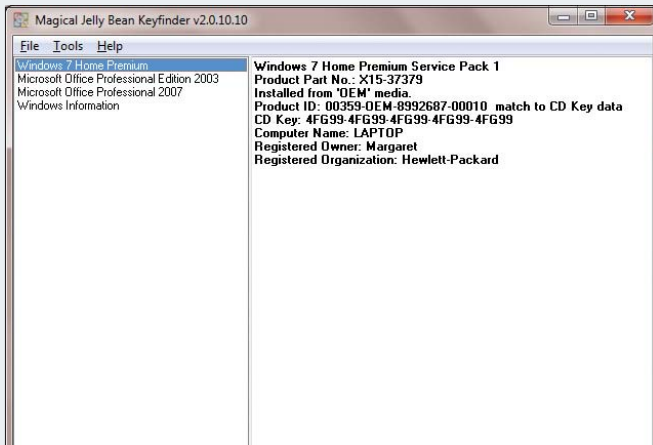 Magical Jelly Bean Keyfinder v2.0.10.10
File Tools Help
Windows 7 Home Premium
Microsoft Office Professional Edition 2003
Microsoft Office Professional 2007
Windows Information
Windows 7 Home Premium Service Pack 1
Product Part No.: X15-37379
Installed from 'OEM' media.
Product ID: 00359-OEM-8992687-00010 match to CD Key data
CD Key: 4FG99-4FG99-4FG99-4FG99-4FG99
Computer Name: LAPTOP
Registered Owner: Margaret
Registered Organization: Hewlett-Packard